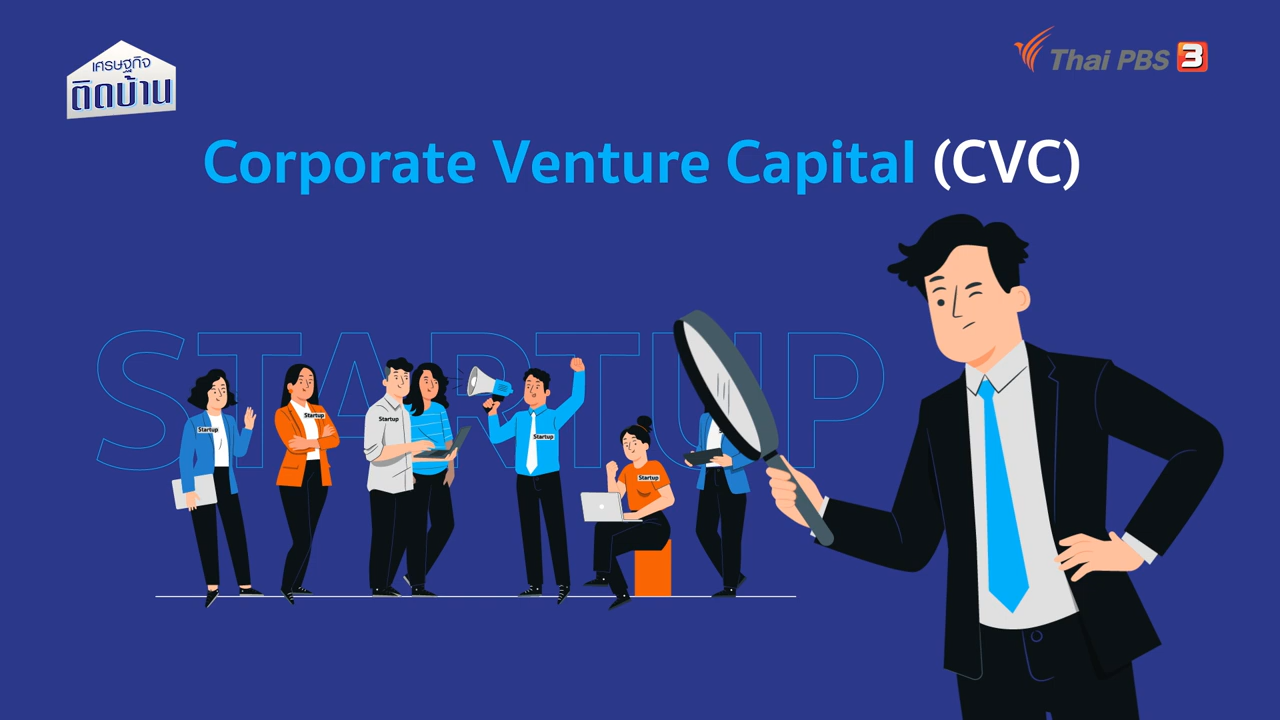 เศรษฐกิจ
ติดบ้าน
Thai PBS 3
Corporate Venture Capital (CVC)
STARTUP
Startup
Startup
Startup
Startup
Startup